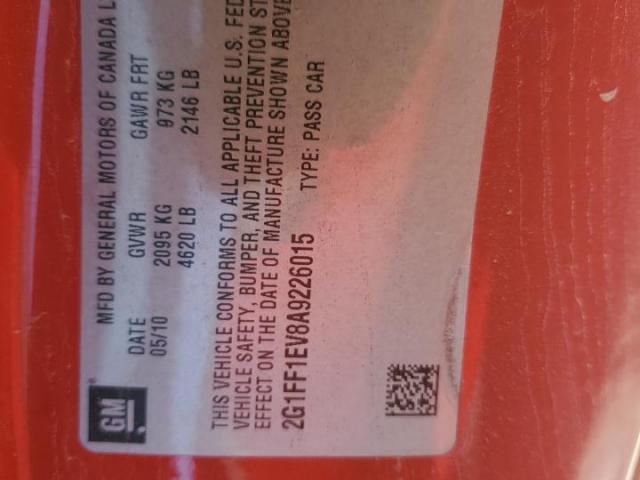 MFD BY GENERAL MOTORS OF CANADA
DATE GVWR GAWR FRT
05/10 2095 KG 973 KG
4620 LB 2146 LB
THIS VEHICLE CONFORMS TO ALL APPLICABLE U.S.
VEHICLE SAFETY, BUMPER, AND THEFT PREVENTION
EFFECT ON THE DATE OF MANUFACTURE SHOWN ABOVE
2G1FF1EV8A9226015 TYPE: PASS CAR
GM